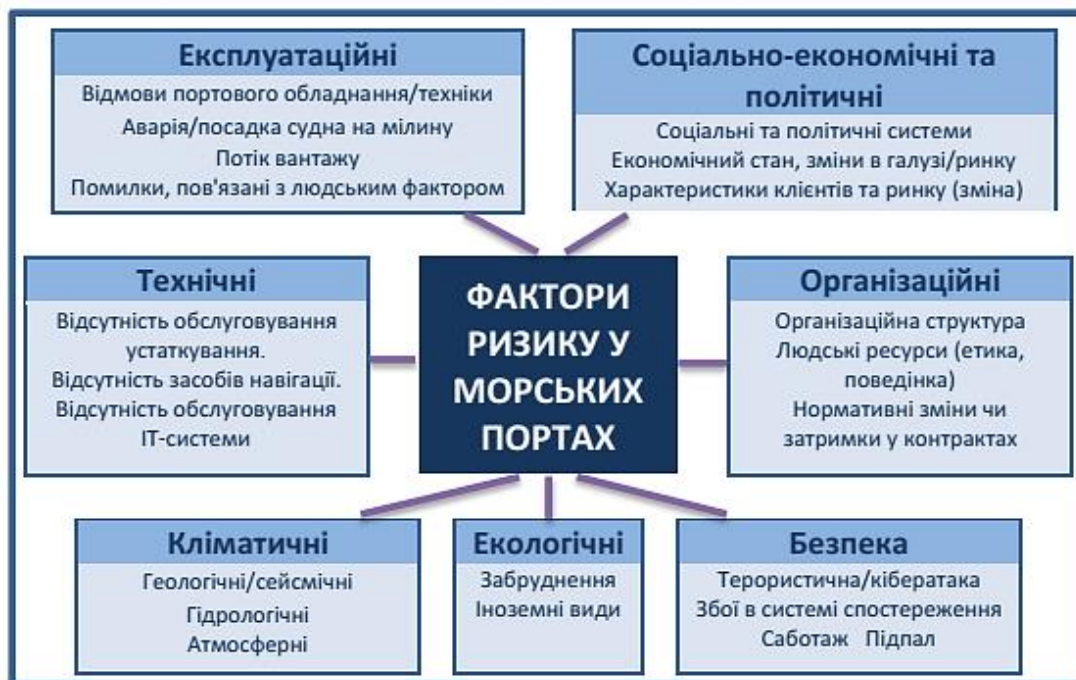 Експлуатаційні
Відмови портового обладнання/техніки
Аварія/посадка судна на мілину
Потік вантажу
Помилки, пов'язані з людським фактором
Соціально-економічні та
політичні
Соціальні та політичні системи
Економічний стан, зміни в галузі/ринку
Характеристики клієнтів та ринку (зміна)
Технічні
Відсутність обслуговування
устаткування.
Відсутність засобів навігації.
Відсутність обслуговування
ІТ-системи
ФАКТОРИ
РИЗИКУ У
МОРСЬКИХ
ПОРТАХ
Організаційні
Організаційна структура
Людські ресурси (етика,
поведінка)
Нормативні зміни чи
затримки у контрактах
Кліматичні
Геологічні/сейсмічні
Гідрологічні
Атмосферні
Екологічні
Забруднення
Іноземні види
Безпека
Терористична/кібератака
Збої в системі спостереження
Саботаж Підпал